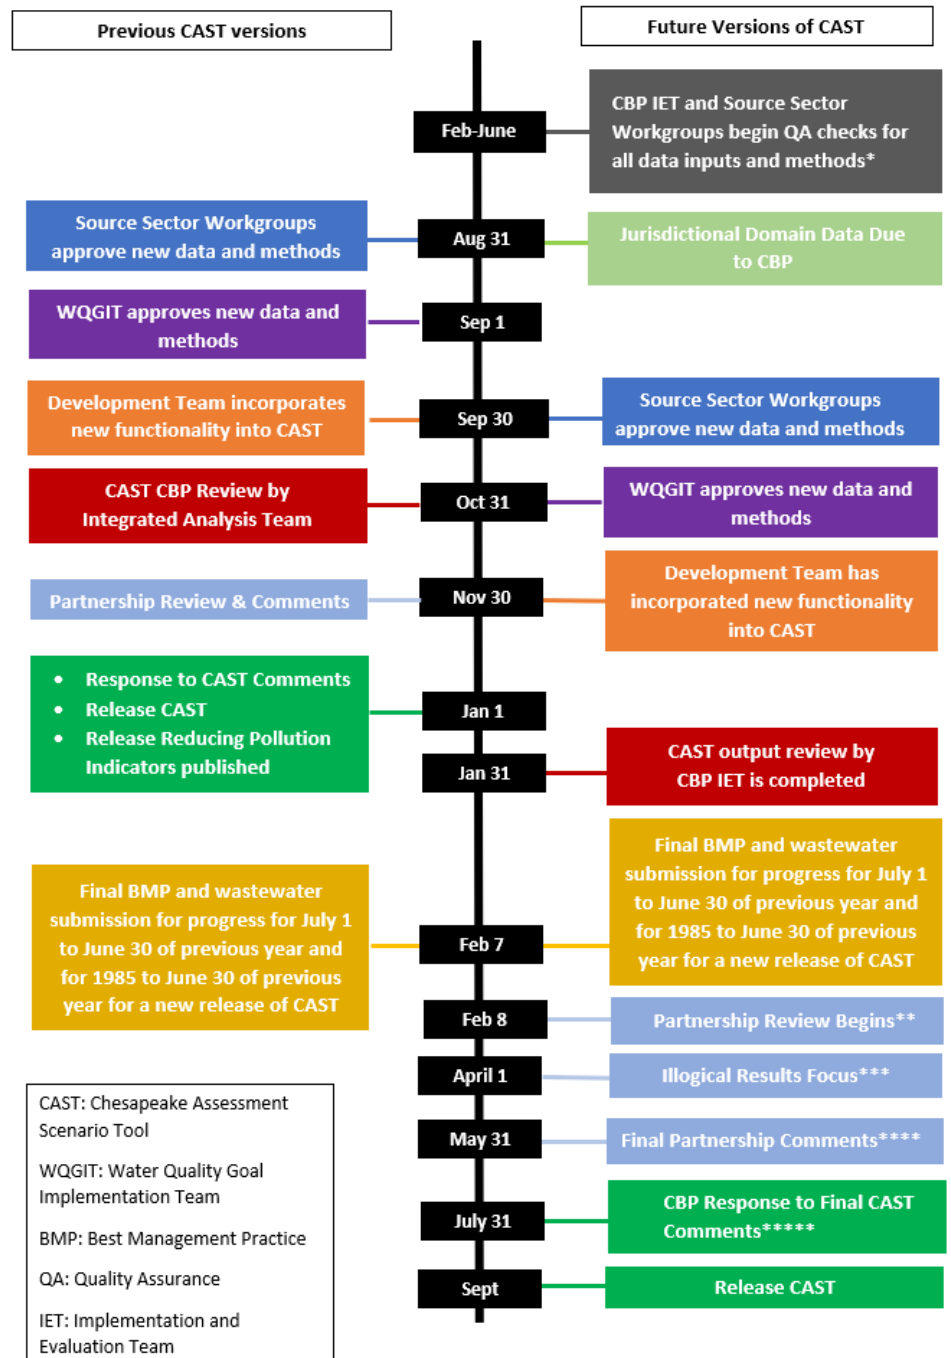 Previous CAST versions
Future Versions of CAST
Feb-June
CBP IET and Source Sector
Workgroups begin QA checks for
all data inputs and methods*
Source Sector Workgroups
approve new data and methods
Aug 31
Jurisdictional Domain Data Due
to CBP
WQGIT approves new data and
methods
Sep 1
Development Team incorporates
new functionality into CAST
Sep 30
Source Sector Workgroups
approve new data and methods
CAST CBP Review by
Integrated Analysis Team
Oct 31
WQGIT approves new data and
methods
Partnership Review & Comments
Nov 30
Development Team has
incorporated new functionality
into CAST
• Response to CAST Comments
• Release CAST
• Release Reducing Pollution
Indicators published
Jan 1
Jan 31
CAST output review by
CBP IET is completed
Final BMP and wastewater
submission for progress for July 1
to June 30 of previous year and
for 1985 to June 30 of previous
year for a new release of CAST
Feb 7
Final BMP and wastewater
submission for progress for July 1
to June 30 of previous year and
for 1985 to June 30 of previous
year for a new release of CAST
Feb 8
Partnership Review Begins**
April 1
Illogical Results Focus***
May 31
Final Partnership Comments****
July 31
CBP Response to Final CAST
Comments*****
Sept
Release CAST
CAST: Chesapeake Assessment
Scenario Tool
WQGIT: Water Quality Goal
Implementation Team
BMP: Best Management Practice
QA: Quality Assurance
IET: Implementation and
Evaluation Team